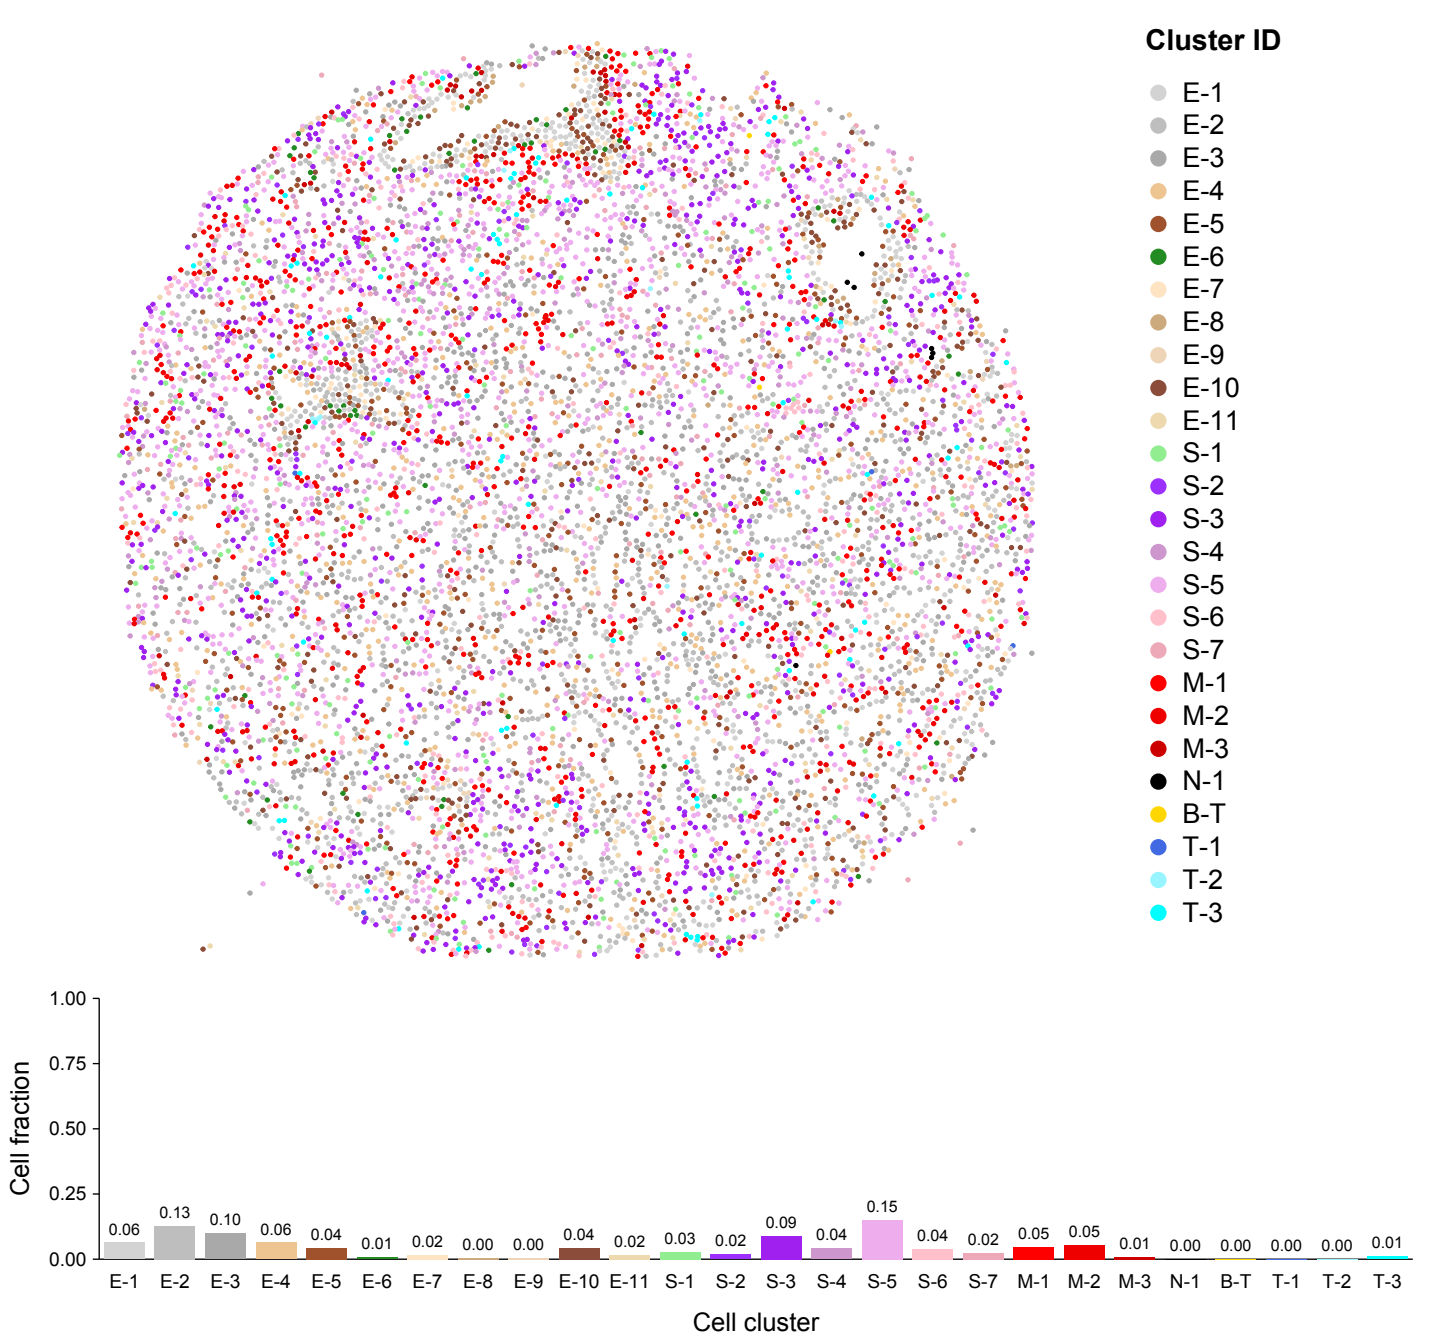 Cluster ID
E-1
E-2
E-3
E-4
E-5
E-6
E-7
E-8
E-9
E-10
E-11
S-1
S-2
S-3
S-4
S-5
S-6
S-7
M-1
M-2
M-3
N-1
B-T
T-1
T-2
T-3
1.00
0.75
0.50
0.25
0.00
Cell fraction
0.06 0.13 0.10 0.06 0.04 0.01 0.02 0.00 0.00 0.04 0.02 0.03 0.02 0.09 0.04 0.15 0.04 0.02 0.05 0.05 0.01 0.00 0.00 0.00 0.00 0.01
E-1 E-2 E-3 E-4 E-5 E-6 E-7 E-8 E-9 E-10 E-11 S-1 S-2 S-3 S-4 S-5 S-6 S-7 M-1 M-2 M-3 N-1 B-T T-1 T-2 T-3
Cell cluster